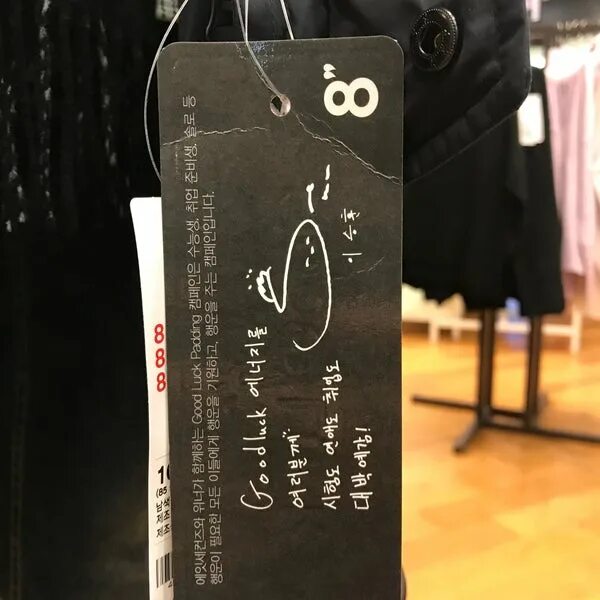 8"
에잇세컨즈와 위너가 함께하는 Good Luck Padding 캠페인은 수능생, 취업 준비생, 솔로 등
행운이 필요한 모든 이들에게 행운을 기원하고, 행운을 주는 캠페인입니다.
Goodluck 에너지를
여러분께
시험도 연애도 취업도
대박예감!
이승훈
8
8
8